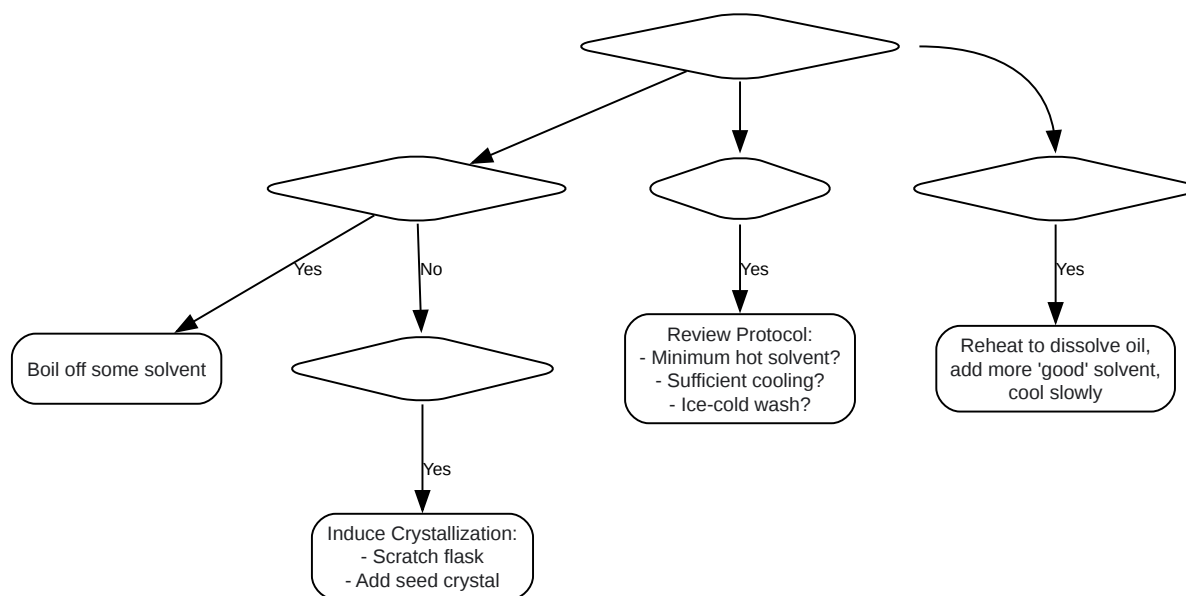 Yes
No
Yes
Yes
Boil off some solvent
Review Protocol:
- Minimum hot solvent?
- Sufficient cooling?
- Ice-cold wash?
Reheat to dissolve oil,
add more 'good' solvent,
cool slowly
Yes
Induce Crystallization:
- Scratch flask
- Add seed crystal